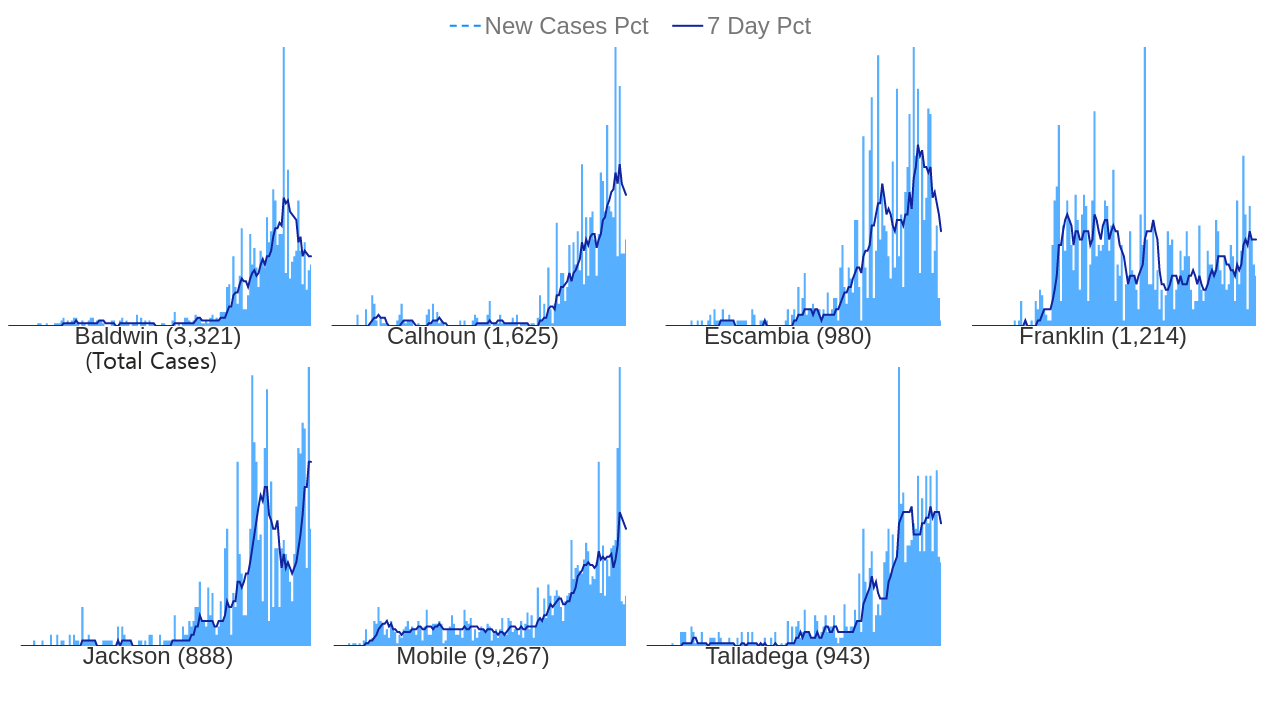 New Cases Pct 7 Day Pct
Baldwin (3,321)
(Total Cases)
Calhoun (1,625)
Escambia (980)
Franklin (1,214)
Jackson (888)
Mobile (9,267)
Talladega (943)